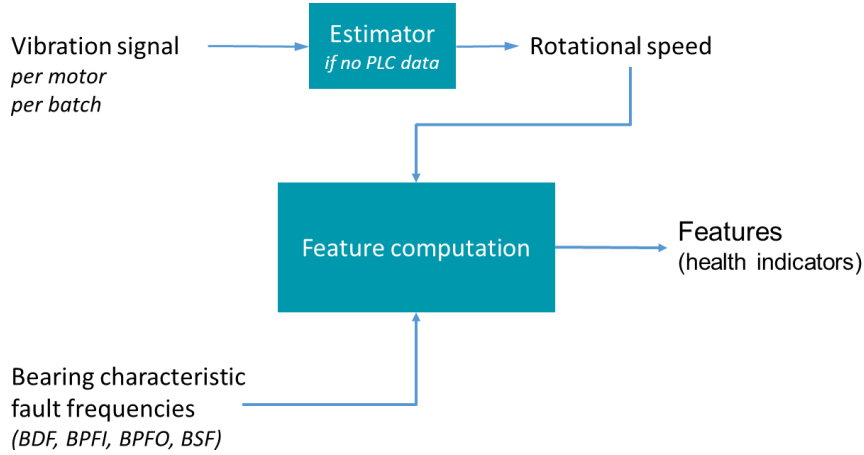 Vibration signal
per motor
per batch
Estimator
if no PLC data
Rotational speed
Feature computation
Features
(health indicators)
Bearing characteristic
fault frequencies
(BDF, BPFI, BPFO, BSF)